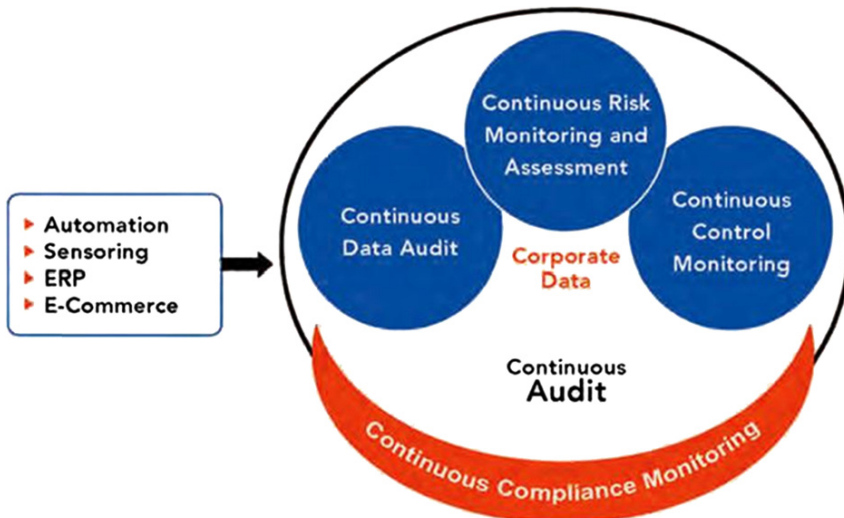 Automation
Sensoring
ERP
E-Commerce
Continuous Risk
Monitoring and
Assessment
Continuous
Data Audit
Continuous
Control
Monitoring
Corporate
Data
Continuous
Audit
Continuous Compliance Monitoring